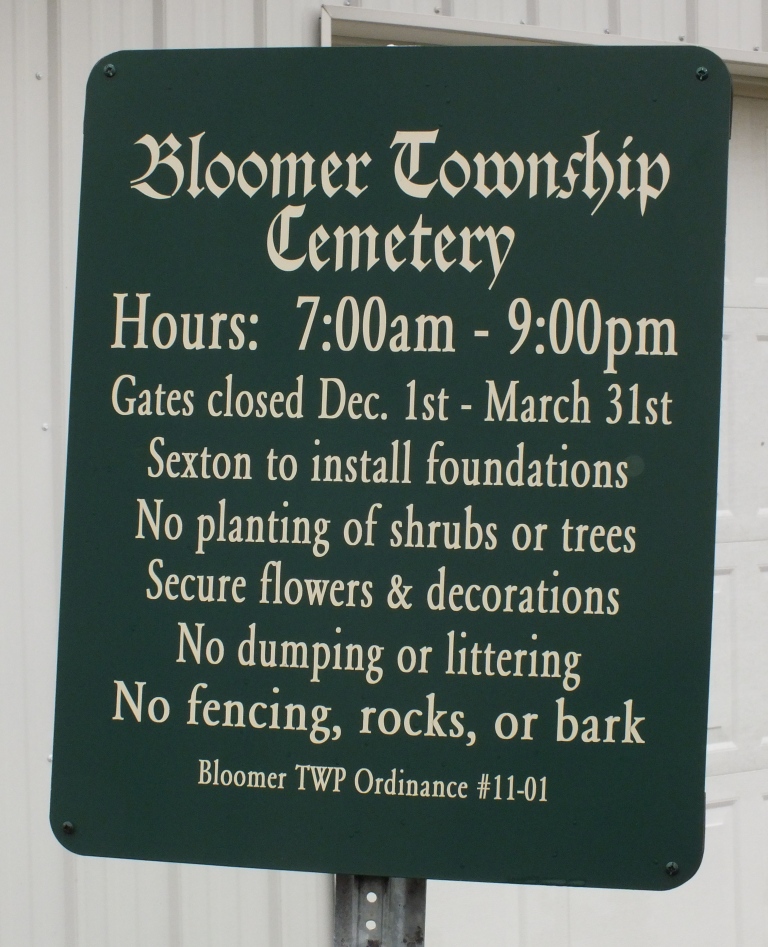 Bloomer Township
Cemetery
Hours: 7:00am - 9:00pm
Gates closed Dec. 1st - March 31st
Sexton to install foundations
No planting of shrubs or trees
Secure flowers & decorations
No dumping or littering
No fencing, rocks, or bark
Bloomer TWP Ordinance #11-01